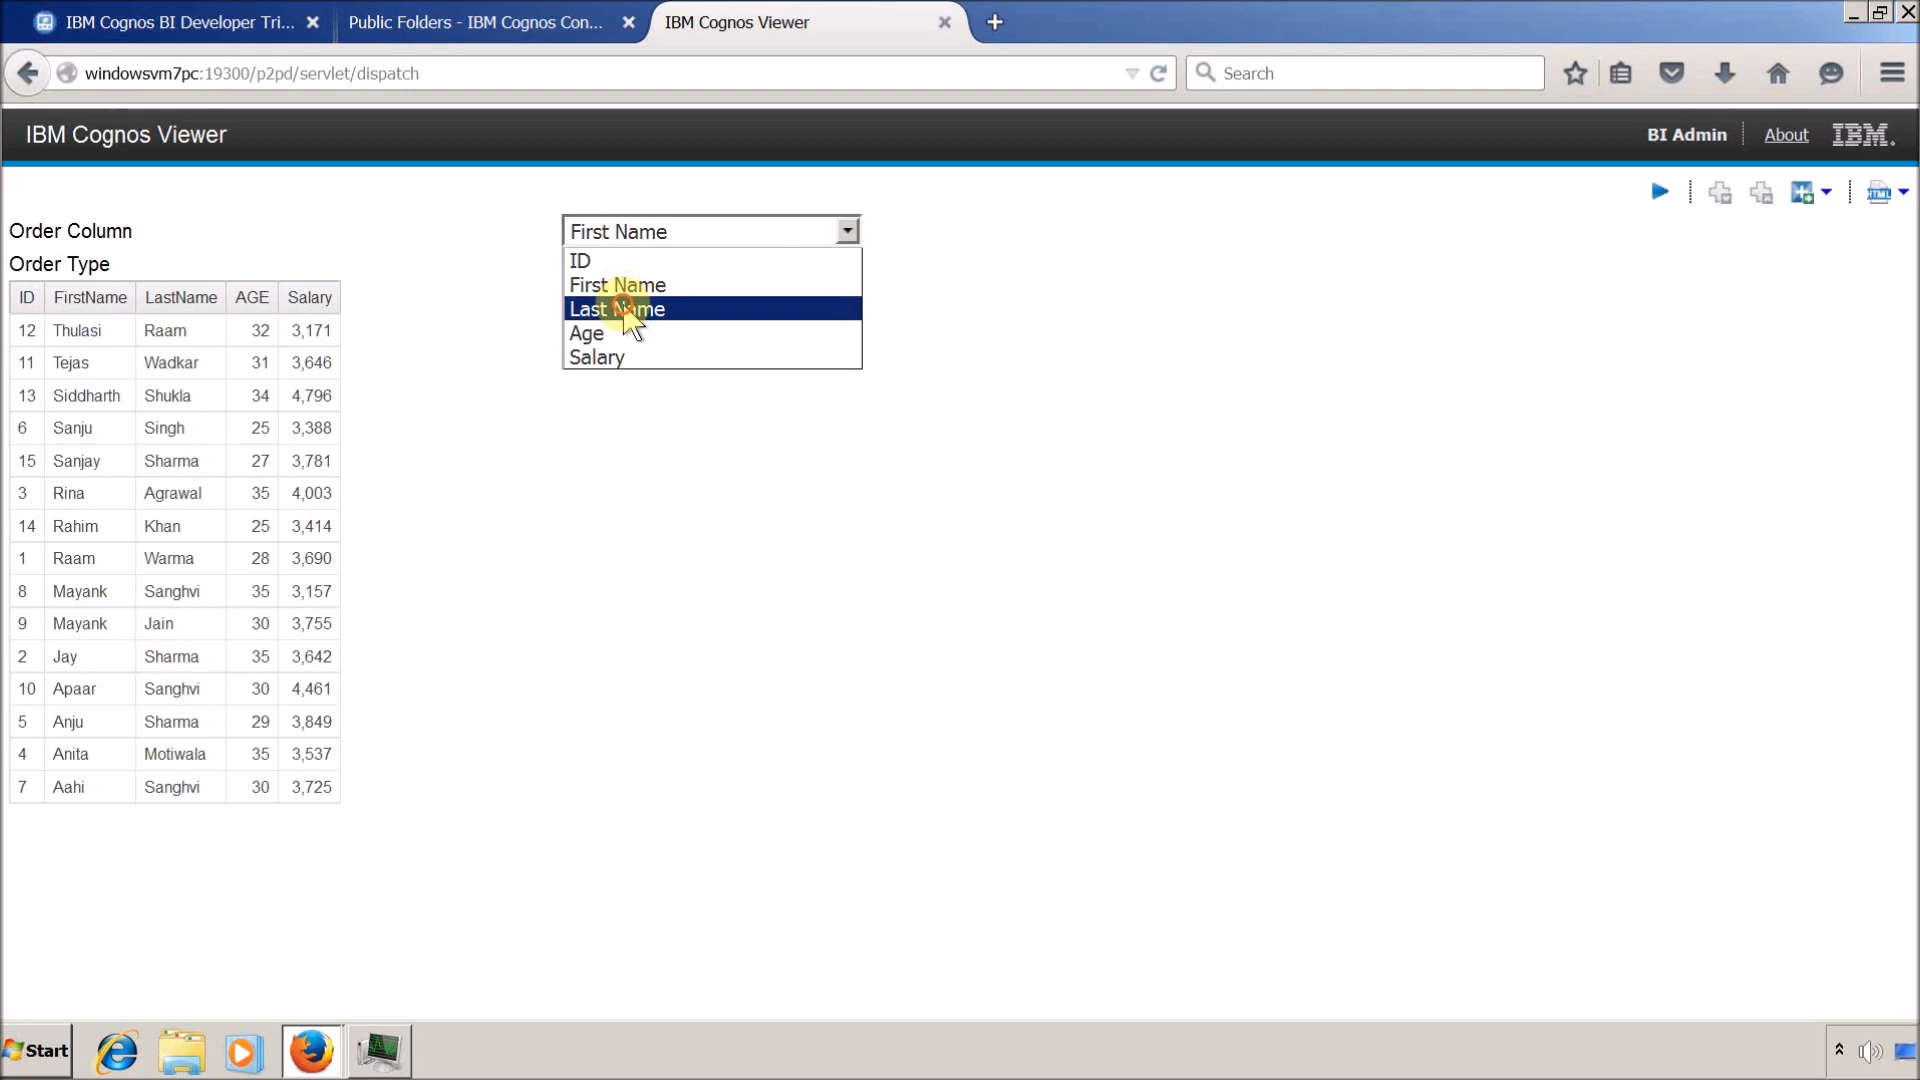 IBM Cognos BI Developer Tri...
Public Folders - IBM Cognos Con...
IBM Cognos Viewer
windowsvm7pc:19300/p2pd/servlet/dispatch
Search
IBM Cognos Viewer
BI Admin
About
IBM.
HTML
Order Column
First Name
Order Type
ID
First Name
Last Name
Age
Salary
ID FirstName LastName AGE Salary
12 Thulasi Raam 32 3,171
11 Tejas Wadkar 31 3,646
13 Siddharth Shukla 34 4,796
6 Sanju Singh 25 3,388
15 Sanjay Sharma 27 3,781
3 Rina Agrawal 35 4,003
14 Rahim Khan 25 3,414
1 Raam Warma 28 3,690
8 Mayank Sanghvi 35 3,157
9 Mayank Jain 30 3,755
2 Jay Sharma 35 3,642
10 Apaar Sanghvi 30 4,461
5 Anju Sharma 29 3,849
4 Anita Motiwala 35 3,537
7 Aahi Sanghvi 30 3,725
Start